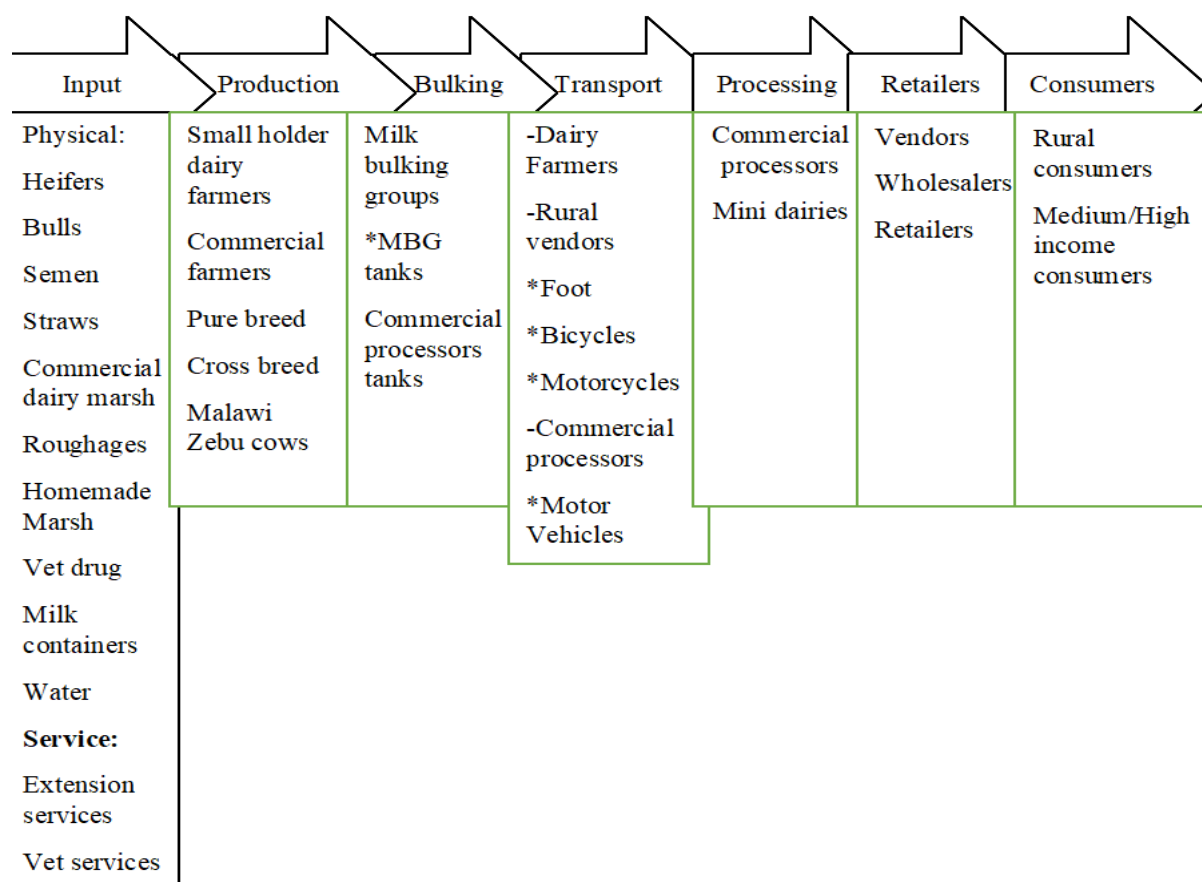 Input
Production
Bulking
Transport
Processing
Retailers
Consumers
Physical:
Heifers
Bulls
Semen
Straws
Commercial
dairy marsh
Roughages
Homemade
Marsh
Vet drug
Milk
containers
Water
Service:
Extension
services
Vet services
Small holder
dairy
farmers
Commercial
farmers
Pure breed
Cross breed
Malawi
Zebu cows
Milk
bulking
groups
*MBG
tanks
Commercial
processors
tanks
-Dairy
Farmers
-Rural
vendors
*Foot
*Bicycles
*Motorcycles
-Commercial
processors
*Motor
Vehicles
Commercial
processors
Mini dairies
Vendors
Wholesalers
Retailers
Rural
consumers
Medium/High
income
consumers